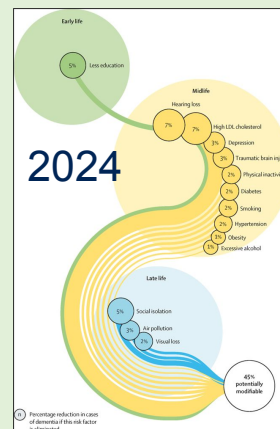 Early life
5% Less education
Midlife
Hearing loss
7%
7% High LDL cholesterol
3% Depression
3% Traumatic brain inj
2% Physical inactivi
2% Diabetes
2% Smoking
2% Hypertension
1% Obesity
1% Excessive alcohol
2024
Late life
5% Social isolation
3% Air pollution
2% Visual loss
45%
potentially
modifiable
n Percentage reduction in cases
of dementia if this risk factor
is eliminated